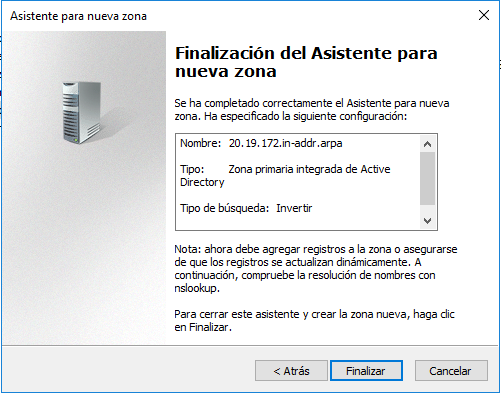 Asistente para nueva zona
Finalización del Asistente para
nueva zona
Se ha completado correctamente el Asistente para nueva
zona. Ha especificado la siguiente configuración:
Nombre: 20.19.172.in-addr.arpa
Tipo: Zona primaria integrada de Active
Directory
Tipo de búsqueda: Invertir
Nota: ahora debe agregar registros a la zona o asegurarse
de que los registros se actualizan dinámicamente. A
continuación, compruebe la resolución de nombres con
nslookup.
Para cerrar este asistente y crear la zona nueva, haga clic
en Finalizar.
< Atrás
Finalizar
Cancelar